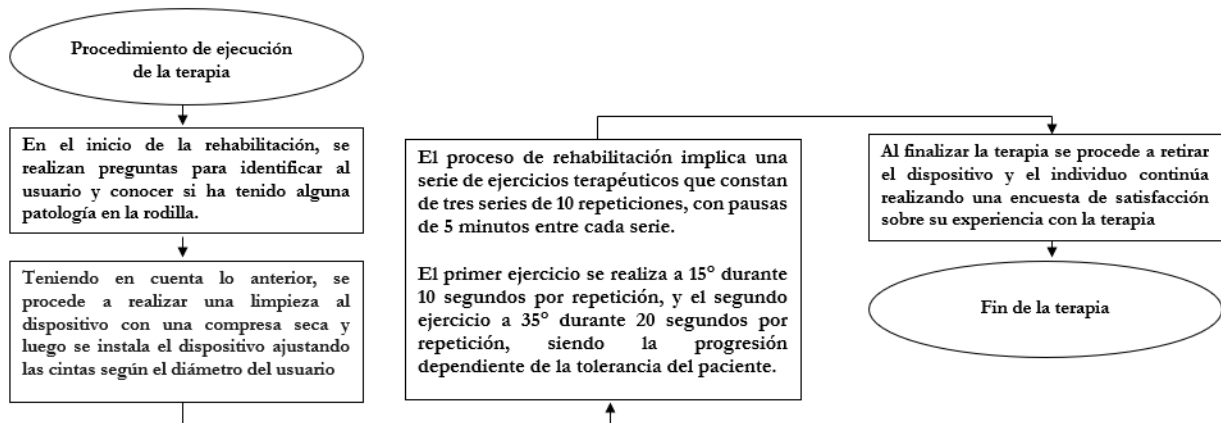 Procedimiento de ejecución
de la terapia
En el inicio de la rehabilitación, se
realizan preguntas para identificar al
usuario y conocer si ha tenido alguna
patología en la rodilla.
Teniendo en cuenta lo anterior, se
procede a realizar una limpieza al
dispositivo con una compresa seca y
luego se instala el dispositivo ajustando
las cintas según el diámetro del usuario
El proceso de rehabilitación implica una
serie de ejercicios terapéuticos que constan
de tres series de 10 repeticiones, con pausas
de 5 minutos entre cada serie.
El primer ejercicio se realiza a 15° durante
10 segundos por repetición, y el segundo
ejercicio a 35° durante 20 segundos por
repetición, siendo la progresión
dependiente de la tolerancia del paciente.
Al finalizar la terapia se procede a retirar
el dispositivo y el individuo continúa
realizando una encuesta de satisfacción
sobre su experiencia con la terapia
Fin de la terapia